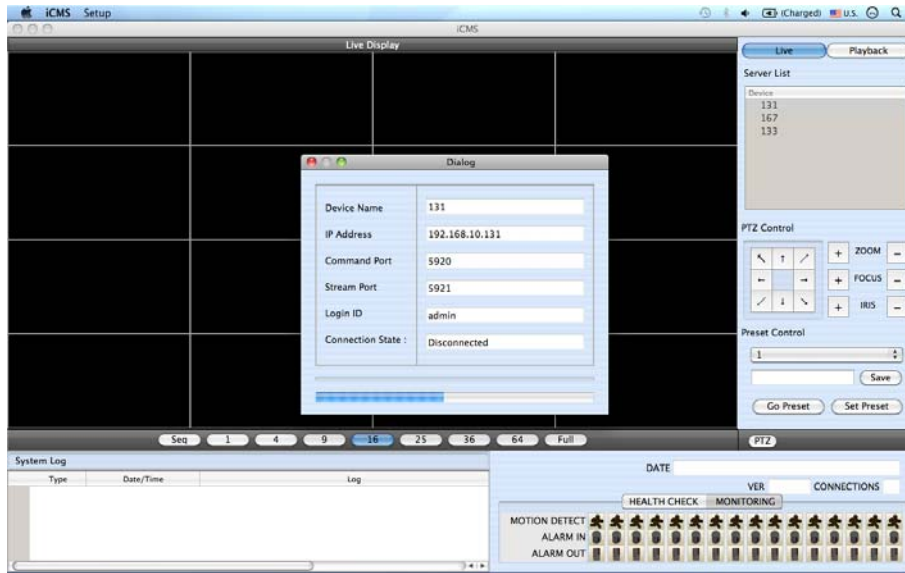 iCMS Setup (Charged) U.S.
iCMS
Live Display
Live Playback
Server List
Device
131
167
133
Dialog
Device Name 131
IP Address 192.168.10.131
Command Port 5920
Stream Port 5921
Login ID admin
Connection State : Disconnected
PTZ Control
+ ZOOM -
+ FOCUS -
+ IRIS -
Preset Control
1
Save
Go Preset Set Preset
Seq 1 4 9 16 25 36 64 Full PTZ
System Log
Type Date/Time Log
DATE
VER CONNECTIONS
HEALTH CHECK MONITORING
MOTION DETECT
ALARM IN
ALARM OUT